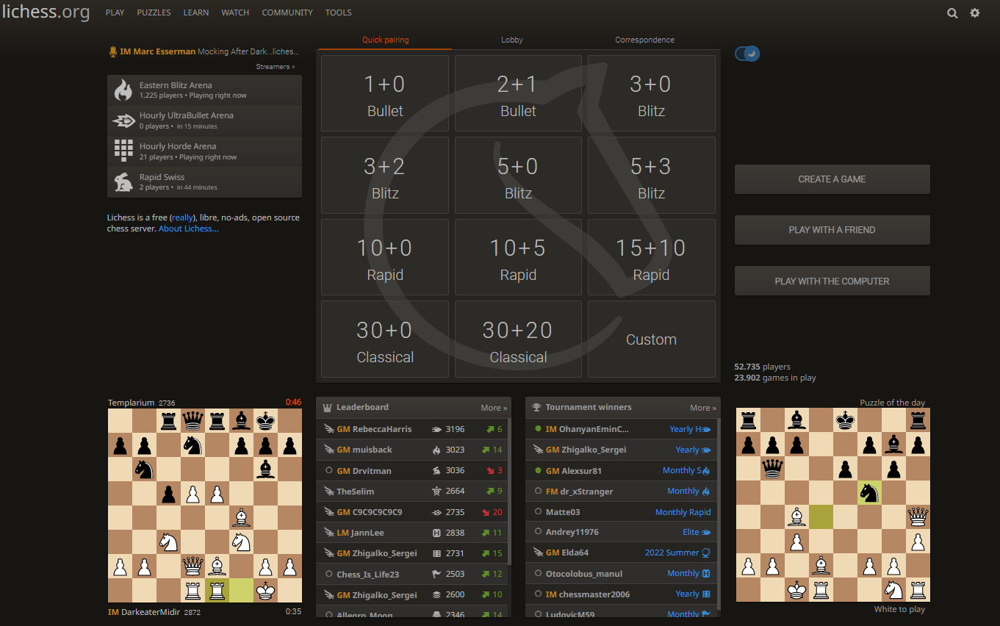 lichess.org
PLAY PUZZLES LEARN WATCH COMMUNITY TOOLS
IM Marc Esserman Mocking After Dark...liches...
Streamers »
Eastern Blitz Arena
1,225 players • Playing right now
Hourly UltraBullet Arena
0 players • in 15 minutes
Hourly Horde Arena
21 players • Playing right now
Rapid Swiss
2 players • in 44 minutes
Lichess is a free (really), libre, no-ads, open source
chess server. About Lichess...
Quick pairing Lobby Correspondence
1+0 2+1 3+0
Bullet Bullet Blitz
3+2 5+0 5+3
Blitz Blitz Blitz
10+0 10+5 15+10
Rapid Rapid Rapid
30+0 30+20 Custom
Classical Classical
CREATE A GAME
PLAY WITH A FRIEND
PLAY WITH THE COMPUTER
52.735 players
23.902 games in play
Templarium 2736 0:46
IM DarkeaterMidir 2872 0:35
Leaderboard More »
GM RebeccaHarris 3196 6
GM muisback 3023 14
GM Drvitman 3036 3
TheSelim 2664 9
GM C9C9C9C9C9 2735 20
LM JannLee 2838 11
GM Zhigalko_Sergei 2731 15
Chess_Is_Life23 2503 12
GM Zhigalko_Sergei 2600 10
Allegro_Moon 2346 14
Tournament winners More »
IM OhanyanEminC... Yearly H
GM Zhigalko_Sergei Yearly
GM Alexsur81 Monthly S
FM dr_xStranger Monthly
Matte03 Monthly Rapid
Andrey11976 Elite
GM Elda64 2022 Summer
Otocolobus_manul Monthly
IM chessmaster2006 Yearly
LudovicM59 Monthly
Puzzle of the day
White to play